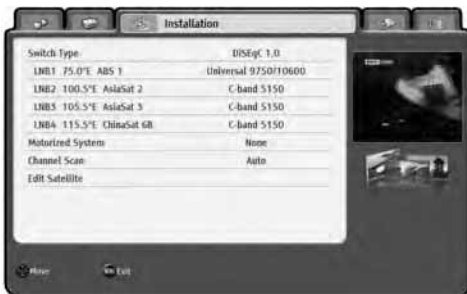 Installation
Switch Type DiSEqC 1.0
LNB1 75.0°E ABS 1 Universal 9750/10600
LNB2 100.5°E AsiaSat 2 C-band 5150
LNB3 105.5°E AsiaSat 3 C-band 5150
LNB4 115.5°E ChinaSat 6B C-band 5150
Motorized System None
Channel Scan Auto
Edit Satellite
Move Exit